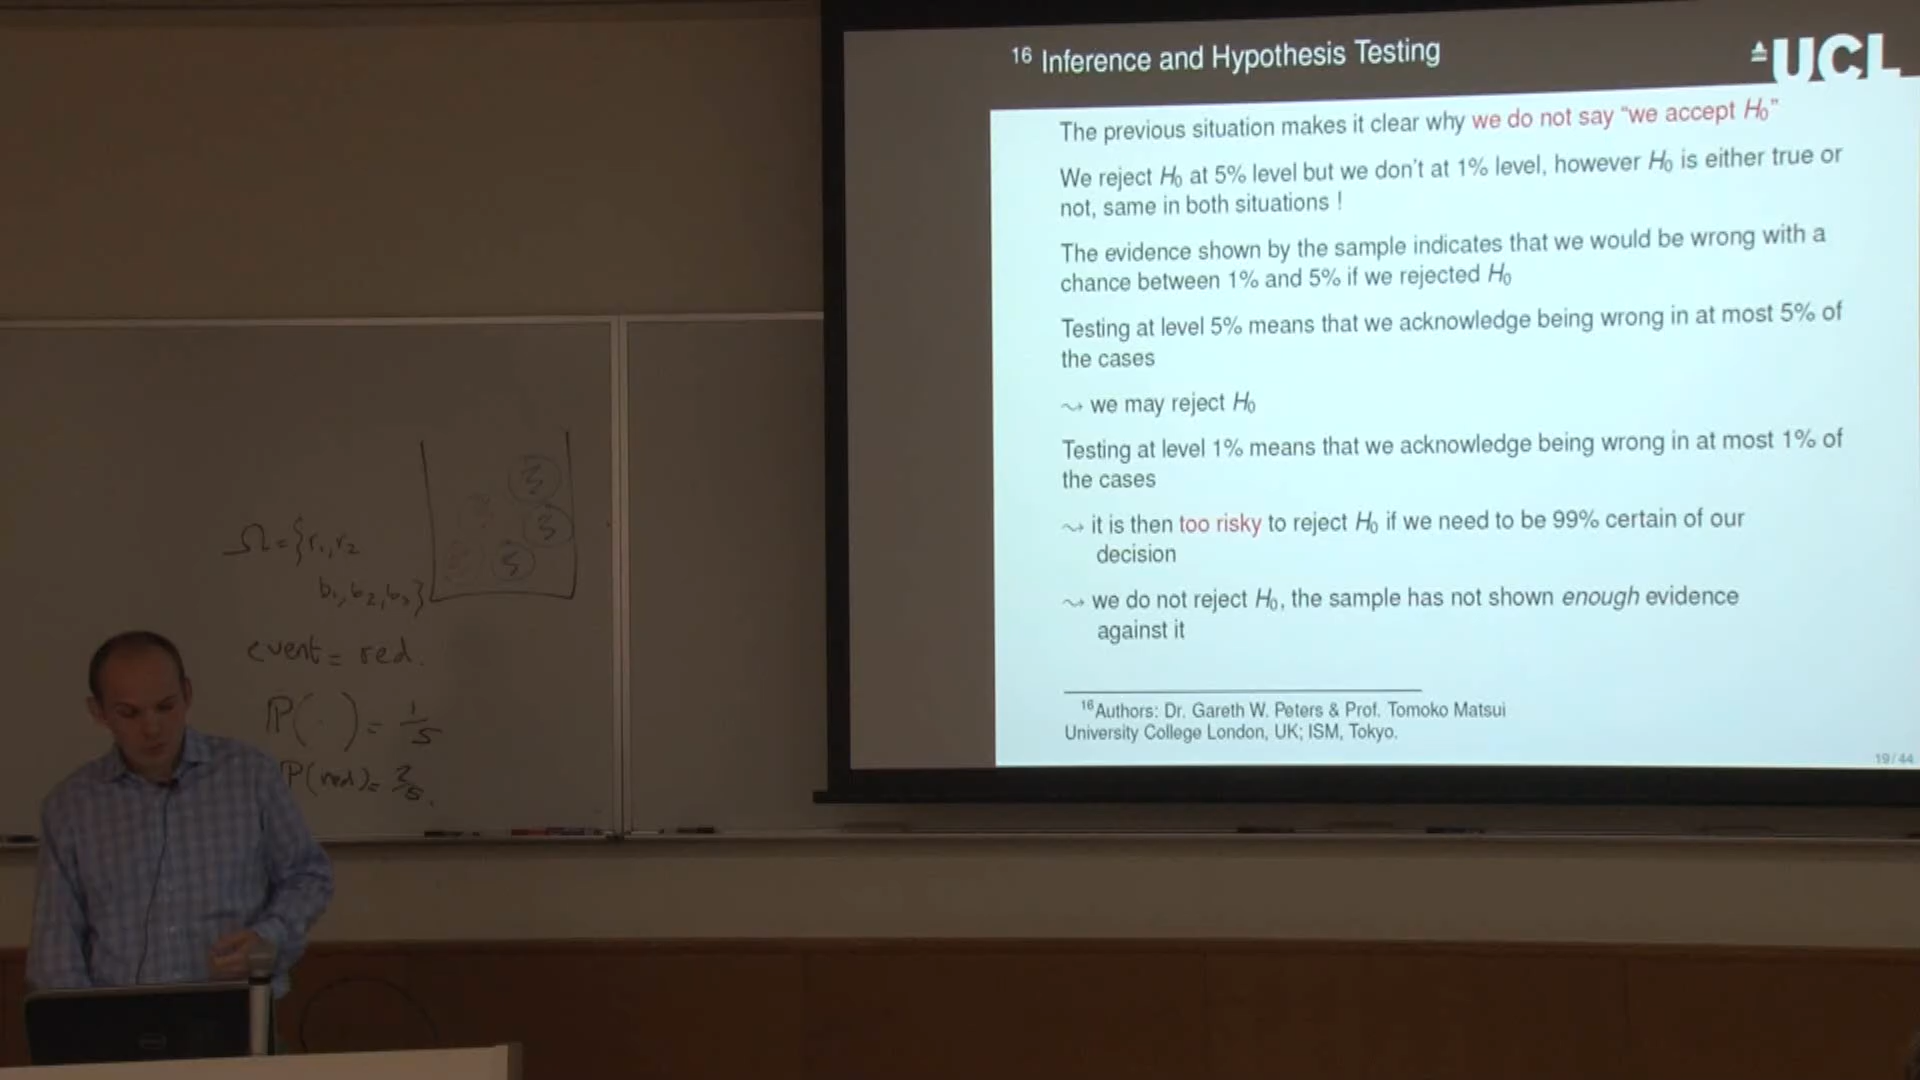 16 Inference and Hypothesis Testing
UCL
The previous situation makes it clear why we do not say “we accept H0”
We reject H0 at 5% level but we don't at 1% level, however H0 is either true or
not, same in both situations !
The evidence shown by the sample indicates that we would be wrong with a
chance between 1% and 5% if we rejected H0
Testing at level 5% means that we acknowledge being wrong in at most 5% of
the cases
⤳ we may reject H0
Testing at level 1% means that we acknowledge being wrong in at most 1% of
the cases
⤳ it is then too risky to reject H0 if we need to be 99% certain of our
decision
⤳ we do not reject H0, the sample has not shown enough evidence
against it
16Authors: Dr. Gareth W. Peters & Prof. Tomoko Matsui
University College London, UK; ISM, Tokyo.
19/44
Ω={r1,r2
b1,b2,b3}
event= red.
P(.)= 1/5
P(red)= 2/5.